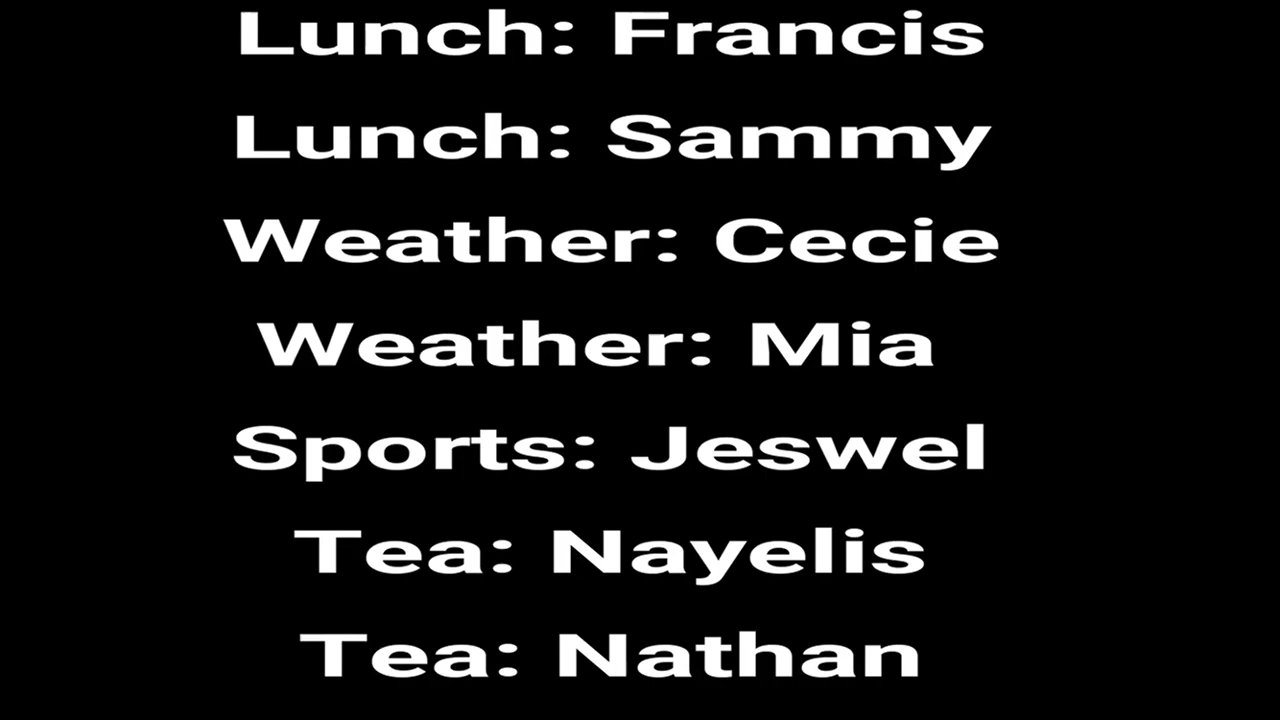 Lunch: Francis
Lunch: Sammy
Weather: Cecie
Weather: Mia
Sports: Jeswel
Tea: Nayelis
Tea: Nathan